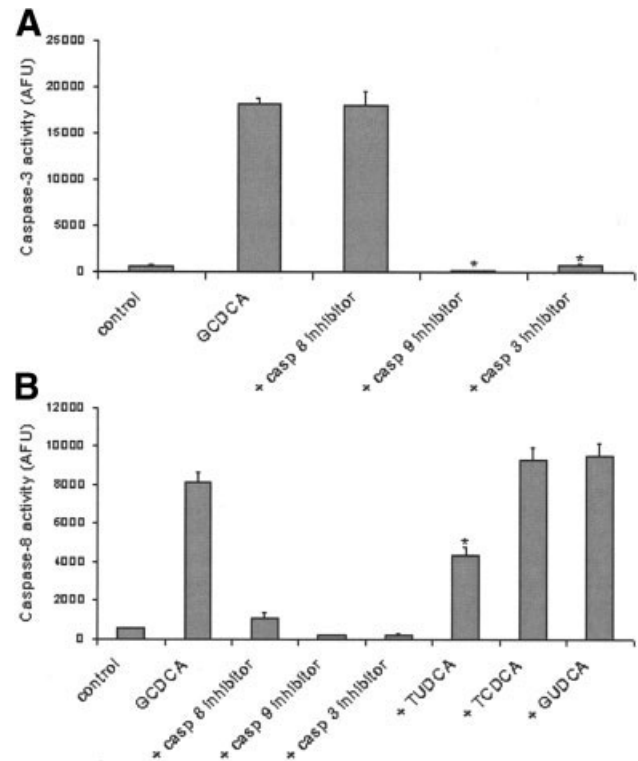 A
Caspase-3 activity (AFU)
25000
20000
15000
10000
5000
0
*
*
control
GCDCA
+ casp 8 inhibitor
+ casp 9 inhibitor
+ casp 3 inhibitor
B
Caspase-8 activity (AFU)
12000
10000
8000
6000
4000
2000
0
*
control
GCDCA
+ casp 8 inhibitor
+ casp 9 inhibitor
+ casp 3 inhibitor
+ TUDCA
+ TCDCA
+ GUDCA